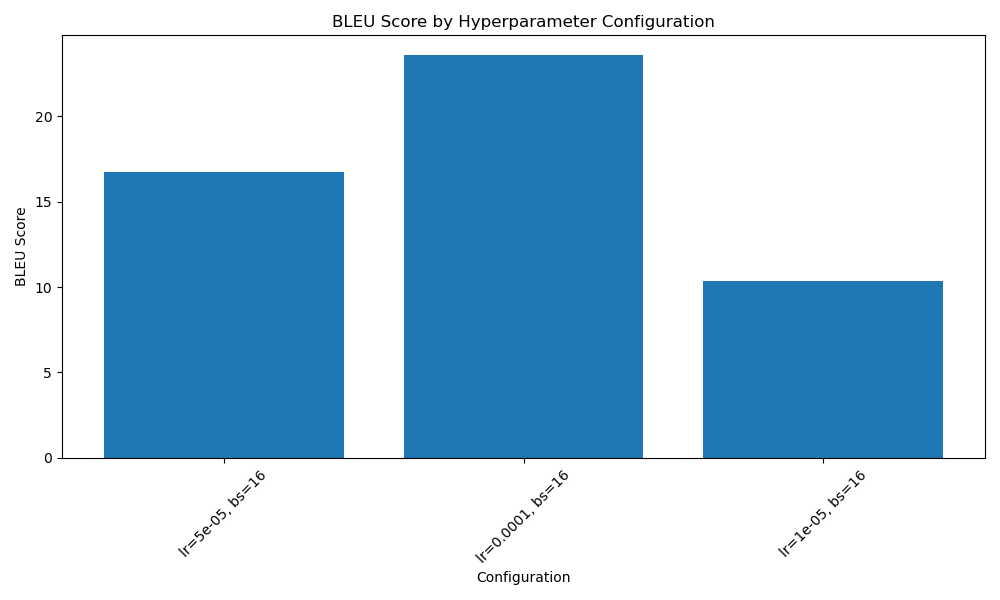 BLEU Score by Hyperparameter Configuration
BLEU Score
20
15
10
5
0
lr=5e-05, bs=16
lr=0.0001, bs=16
lr=1e-05, bs=16
Configuration